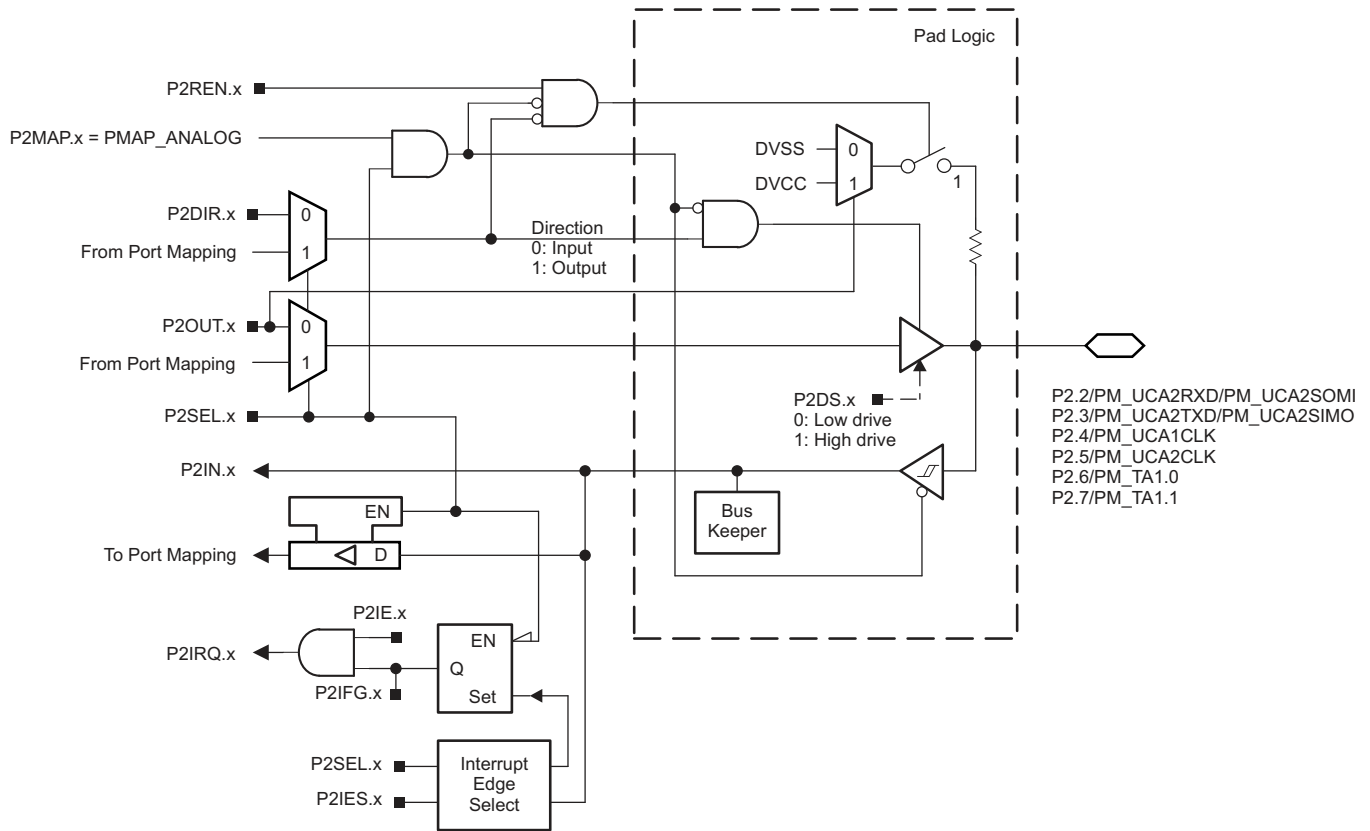 Pad Logic
P2REN.x
P2MAP.x = PMAP_ANALOG
DVSS
0
DVCC
1
1
P2DIR.x
0
From Port Mapping
1
Direction
0: Input
1: Output
P2OUT.x
0
From Port Mapping
1
P2SEL.x
P2DS.x
0: Low drive
1: High drive
P2.2/PM_UCA2RXD/PM_UCA2SOMI
P2.3/PM_UCA2TXD/PM_UCA2SIMO
P2.4/PM_UCA1CLK
P2.5/PM_UCA2CLK
P2.6/PM_TA1.0
P2.7/PM_TA1.1
P2IN.x
Bus
Keeper
EN
To Port Mapping
D
P2IE.x
EN
P2IRQ.x
Q
P2IFG.x
Set
P2SEL.x
P2IES.x
Interrupt
Edge
Select